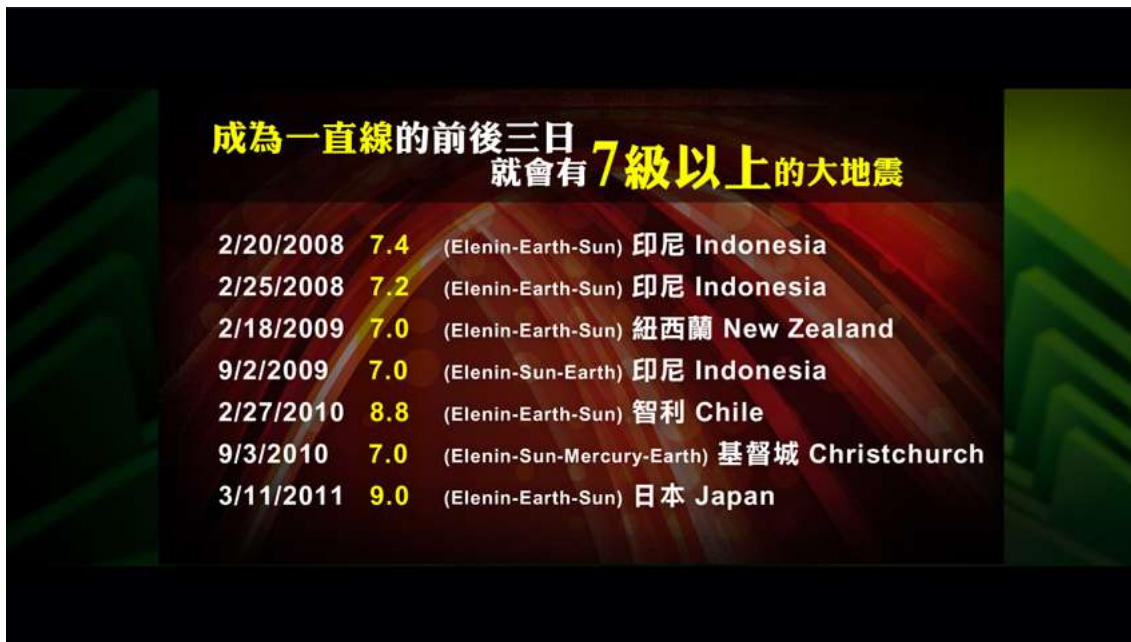 成為一直線的前後三日
就會有7級以上的大地震
2/20/2008 7.4 (Elenin-Earth-Sun) 印尼 Indonesia
2/25/2008 7.2 (Elenin-Earth-Sun) 印尼 Indonesia
2/18/2009 7.0 (Elenin-Earth-Sun) 紐西蘭 New Zealand
9/2/2009 7.0 (Elenin-Sun-Earth) 印尼 Indonesia
2/27/2010 8.8 (Elenin-Earth-Sun) 智利 Chile
9/3/2010 7.0 (Elenin-Sun-Mercury-Earth) 基督城 Christchurch
3/11/2011 9.0 (Elenin-Earth-Sun) 日本 Japan